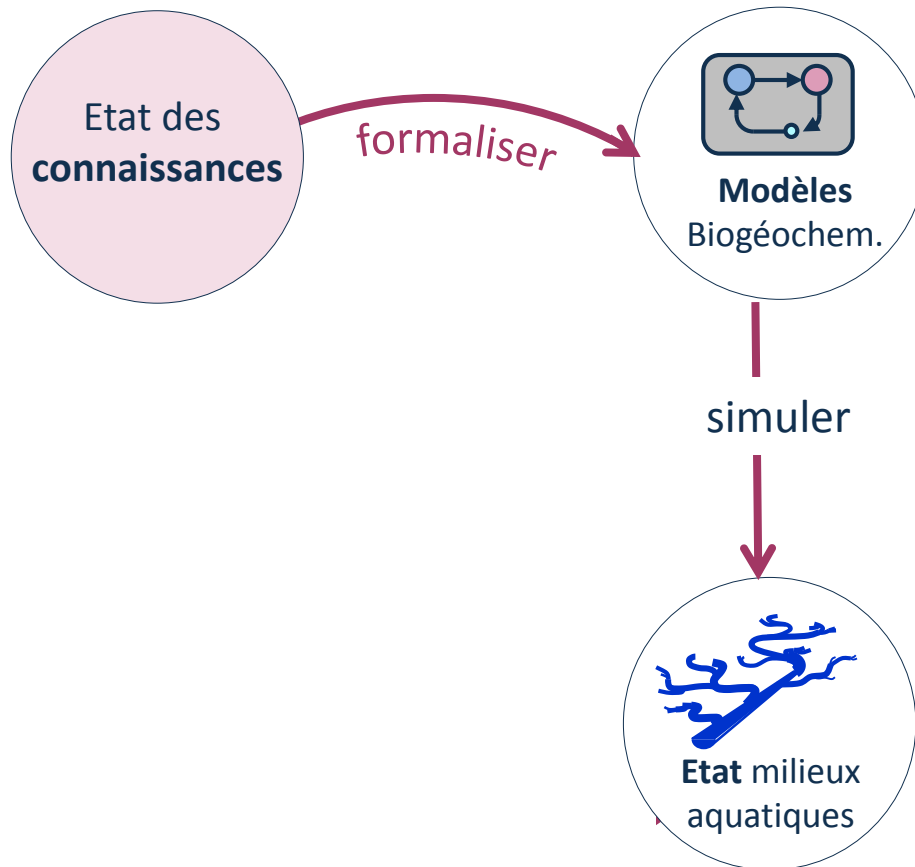 Etat des
connaissances
formaliser
Modèles
Biogéochem.
simuler
Etat milieux
aquatiques